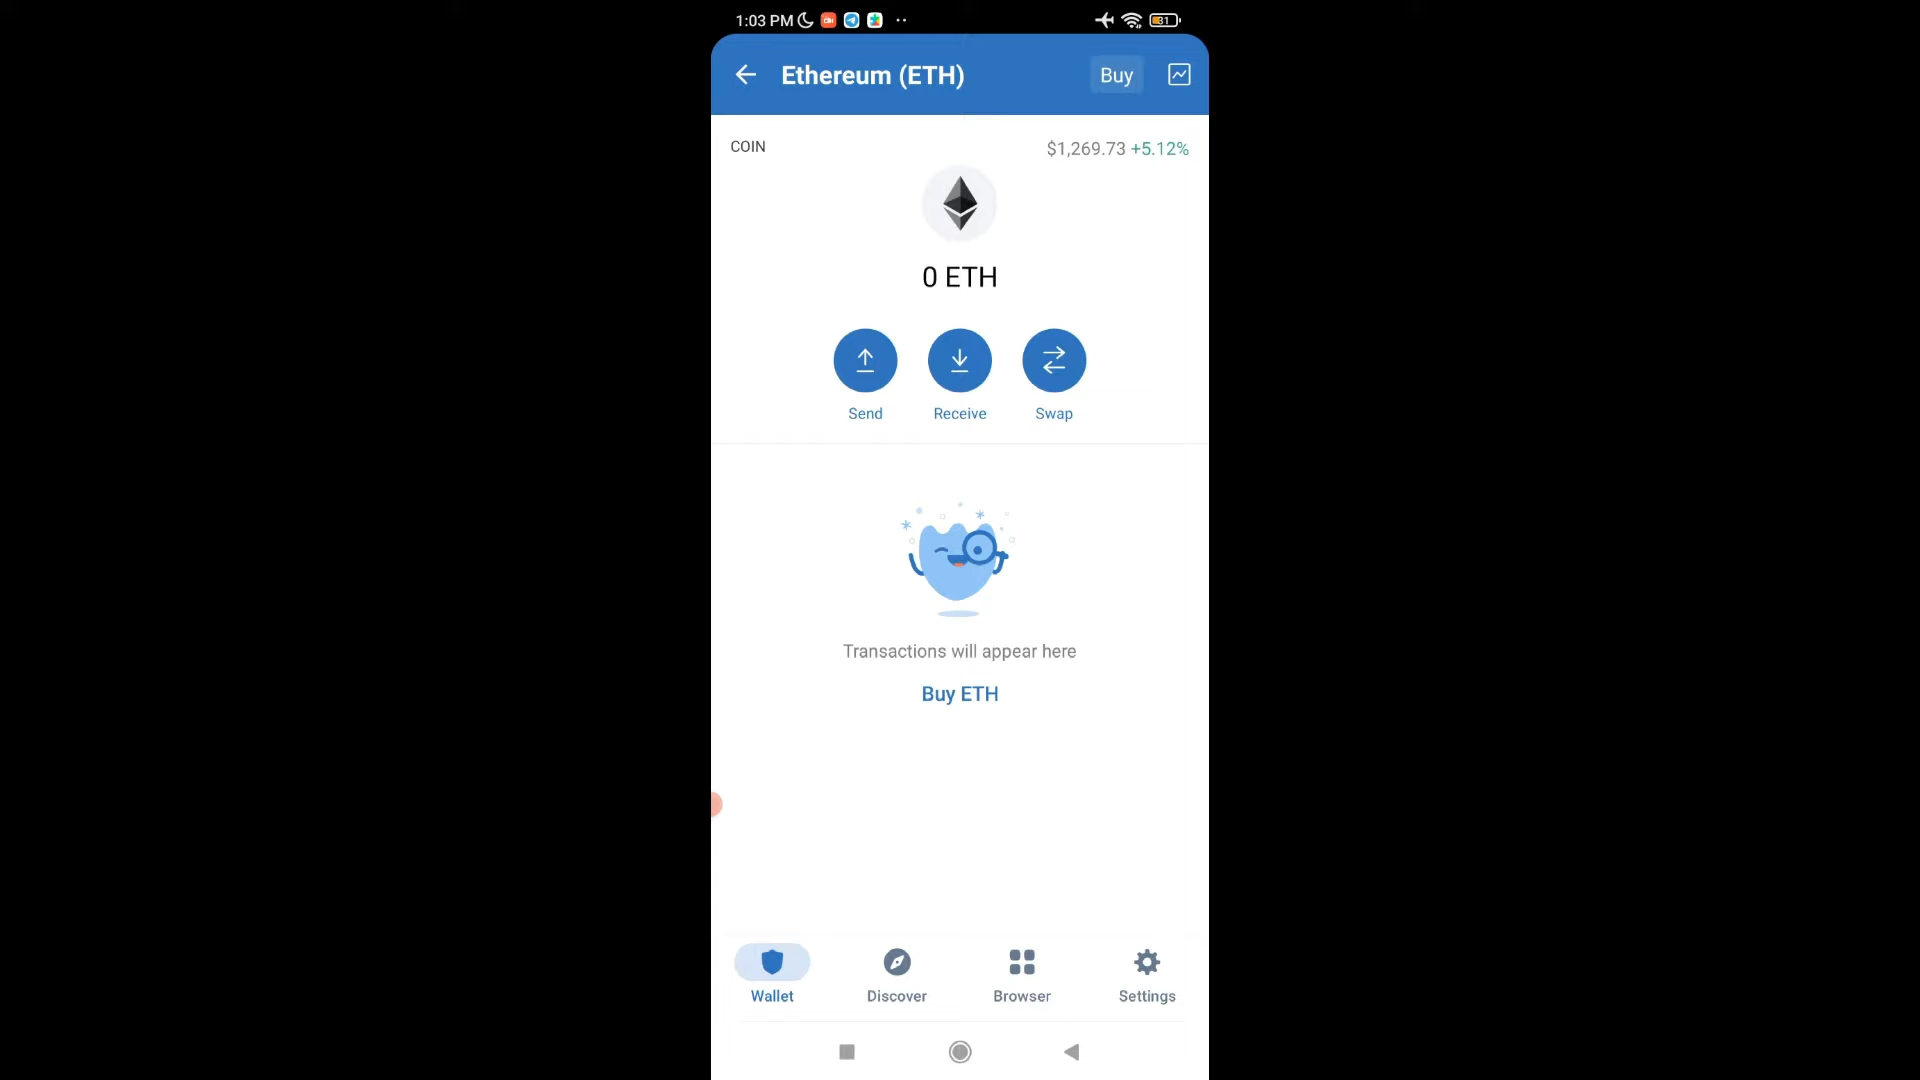 1:03 PM
31
Ethereum (ETH)
Buy
COIN
$1,269.73 +5.12%
0 ETH
Send
Receive
Swap
Transactions will appear here
Buy ETH
Wallet
Discover
Browser
Settings